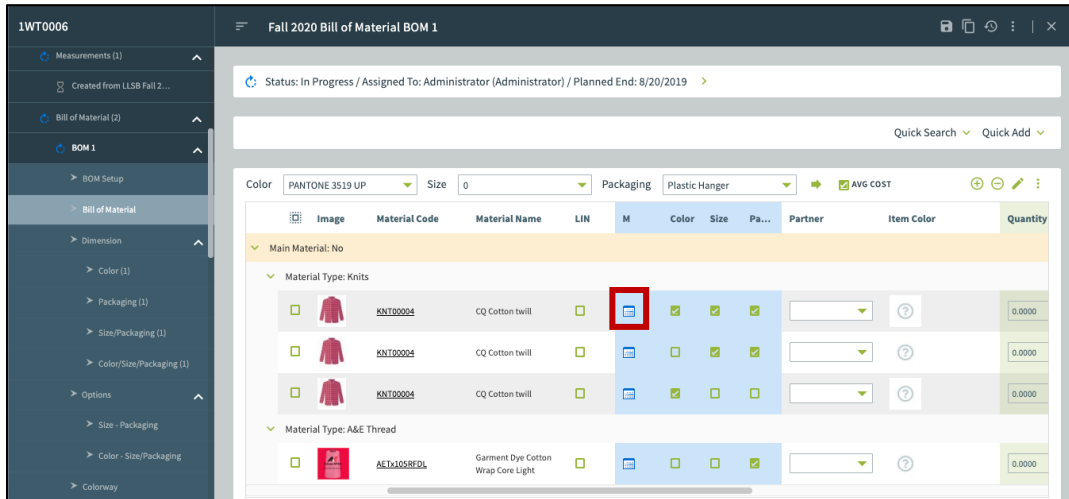 1WT0006
Measurements (1)
Created from LLSB Fall 2...
Bill of Material (2)
BOM 1
BOM Setup
Bill of Material
Dimension
Color (1)
Packaging (1)
Size/Packaging (1)
Color/Size/Packaging (1)
Options
Size - Packaging
Color - Size/Packaging
Colorway
Fall 2020 Bill of Material BOM 1
Status: In Progress / Assigned To: Administrator (Administrator) / Planned End: 8/20/2019
Quick Search Quick Add
Color PANTONE 3519 UP Size 0 Packaging Plastic Hanger AVG COST
Image Material Code Material Name LIN M Color Size Pa... Partner Item Color Quantity
Main Material: No
Material Type: Knits
KNT00004 CQ Cotton twill 0.0000
KNT00004 CQ Cotton twill 0.0000
KNT00004 CQ Cotton twill 0.0000
Material Type: A&E Thread
AETx105RFDL Garment Dye Cotton 0.0000
Wrap Core Light